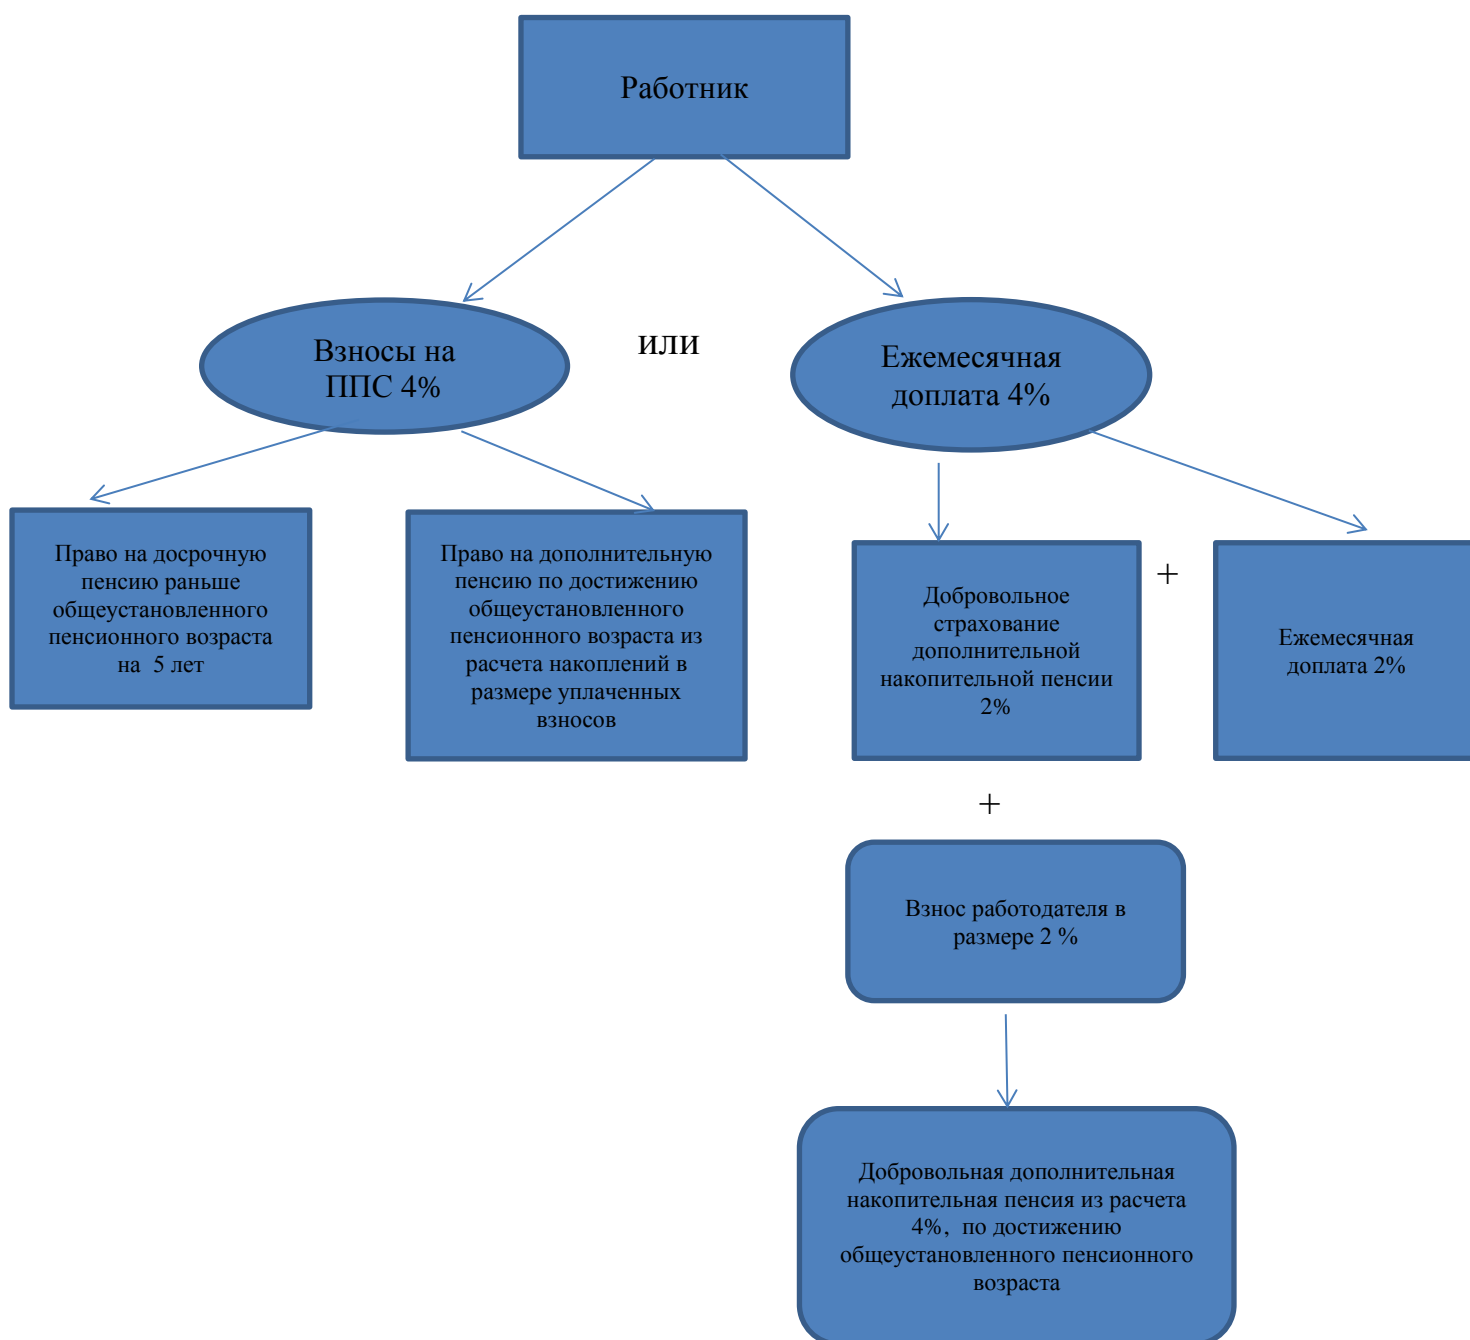 Работник
Взносы на
ППС 4%
или
Ежемесячная
доплата 4%
Право на досрочную
пенсию раньше
общеустановленного
пенсионного возраста
на 5 лет
Право на дополнительную
пенсию по достижению
общеустановленного
пенсионного возраста из
расчета накоплений в
размере уплаченных
взносов
Добровольное
страхование
дополнительной
накопительной пенсии
2%
+
Ежемесячная
доплата 2%
+
Взнос работодателя в
размере 2 %
Добровольная дополнительная
накопительная пенсия из расчета
4%, по достижению
общеустановленного пенсионного
возраста